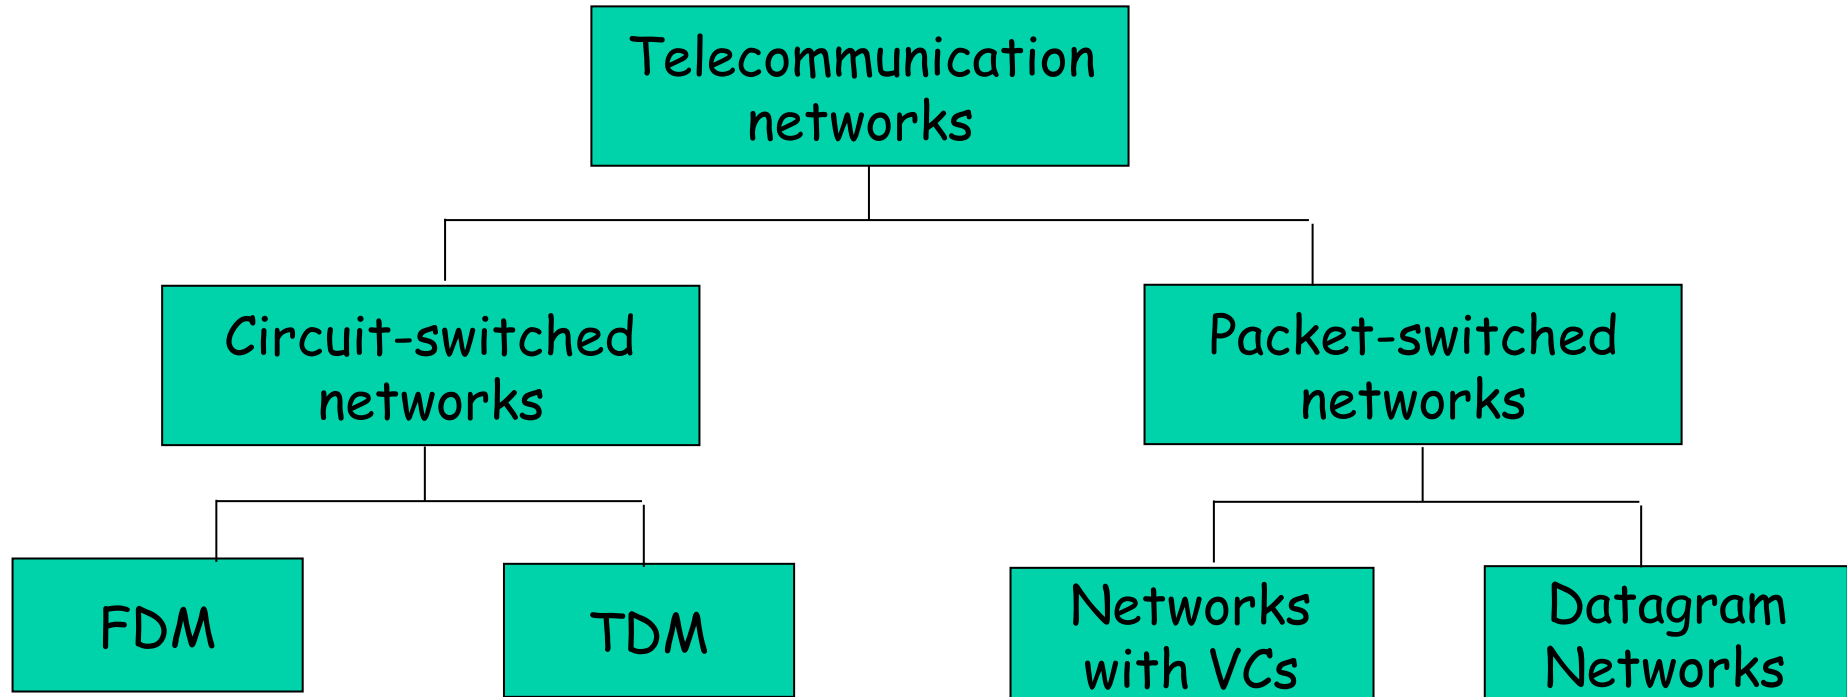 Telecommunication
networks
Circuit-switched
networks
Packet-switched
networks
FDM
TDM
Networks
with VCs
Datagram
Networks